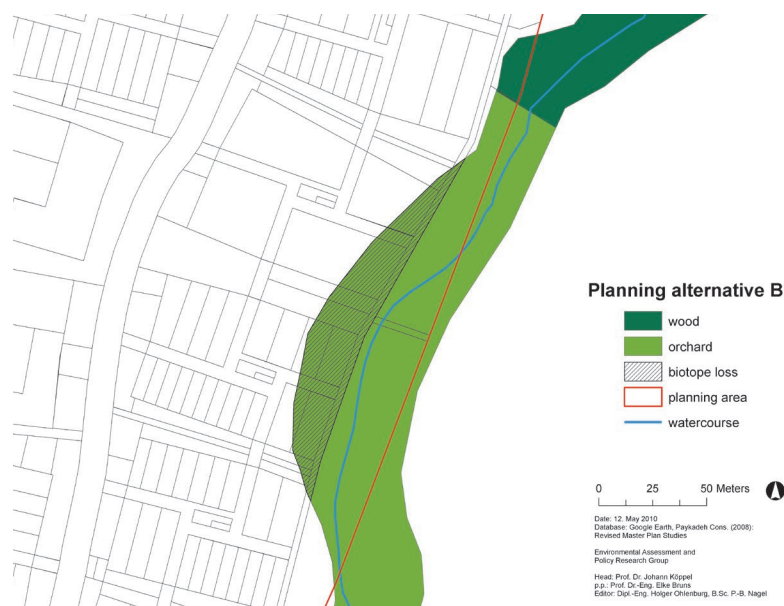 Planning alternative B
wood
orchard
biotope loss
planning area
watercourse
0 25 50 Meters
Date: 12. May 2010
Database: Google Earth, Paykadeh Cons. (2008):
Revised Master Plan Studies
Environmental Assessment and
Policy Research Group
Head: Prof. Dr. Johann Köppel
p.p.: Prof. Dr.-Eng. Elke Bruns
Editor: Dipl.-Eng. Holger Ohlenburg, B.Sc. P.-B. Nagel